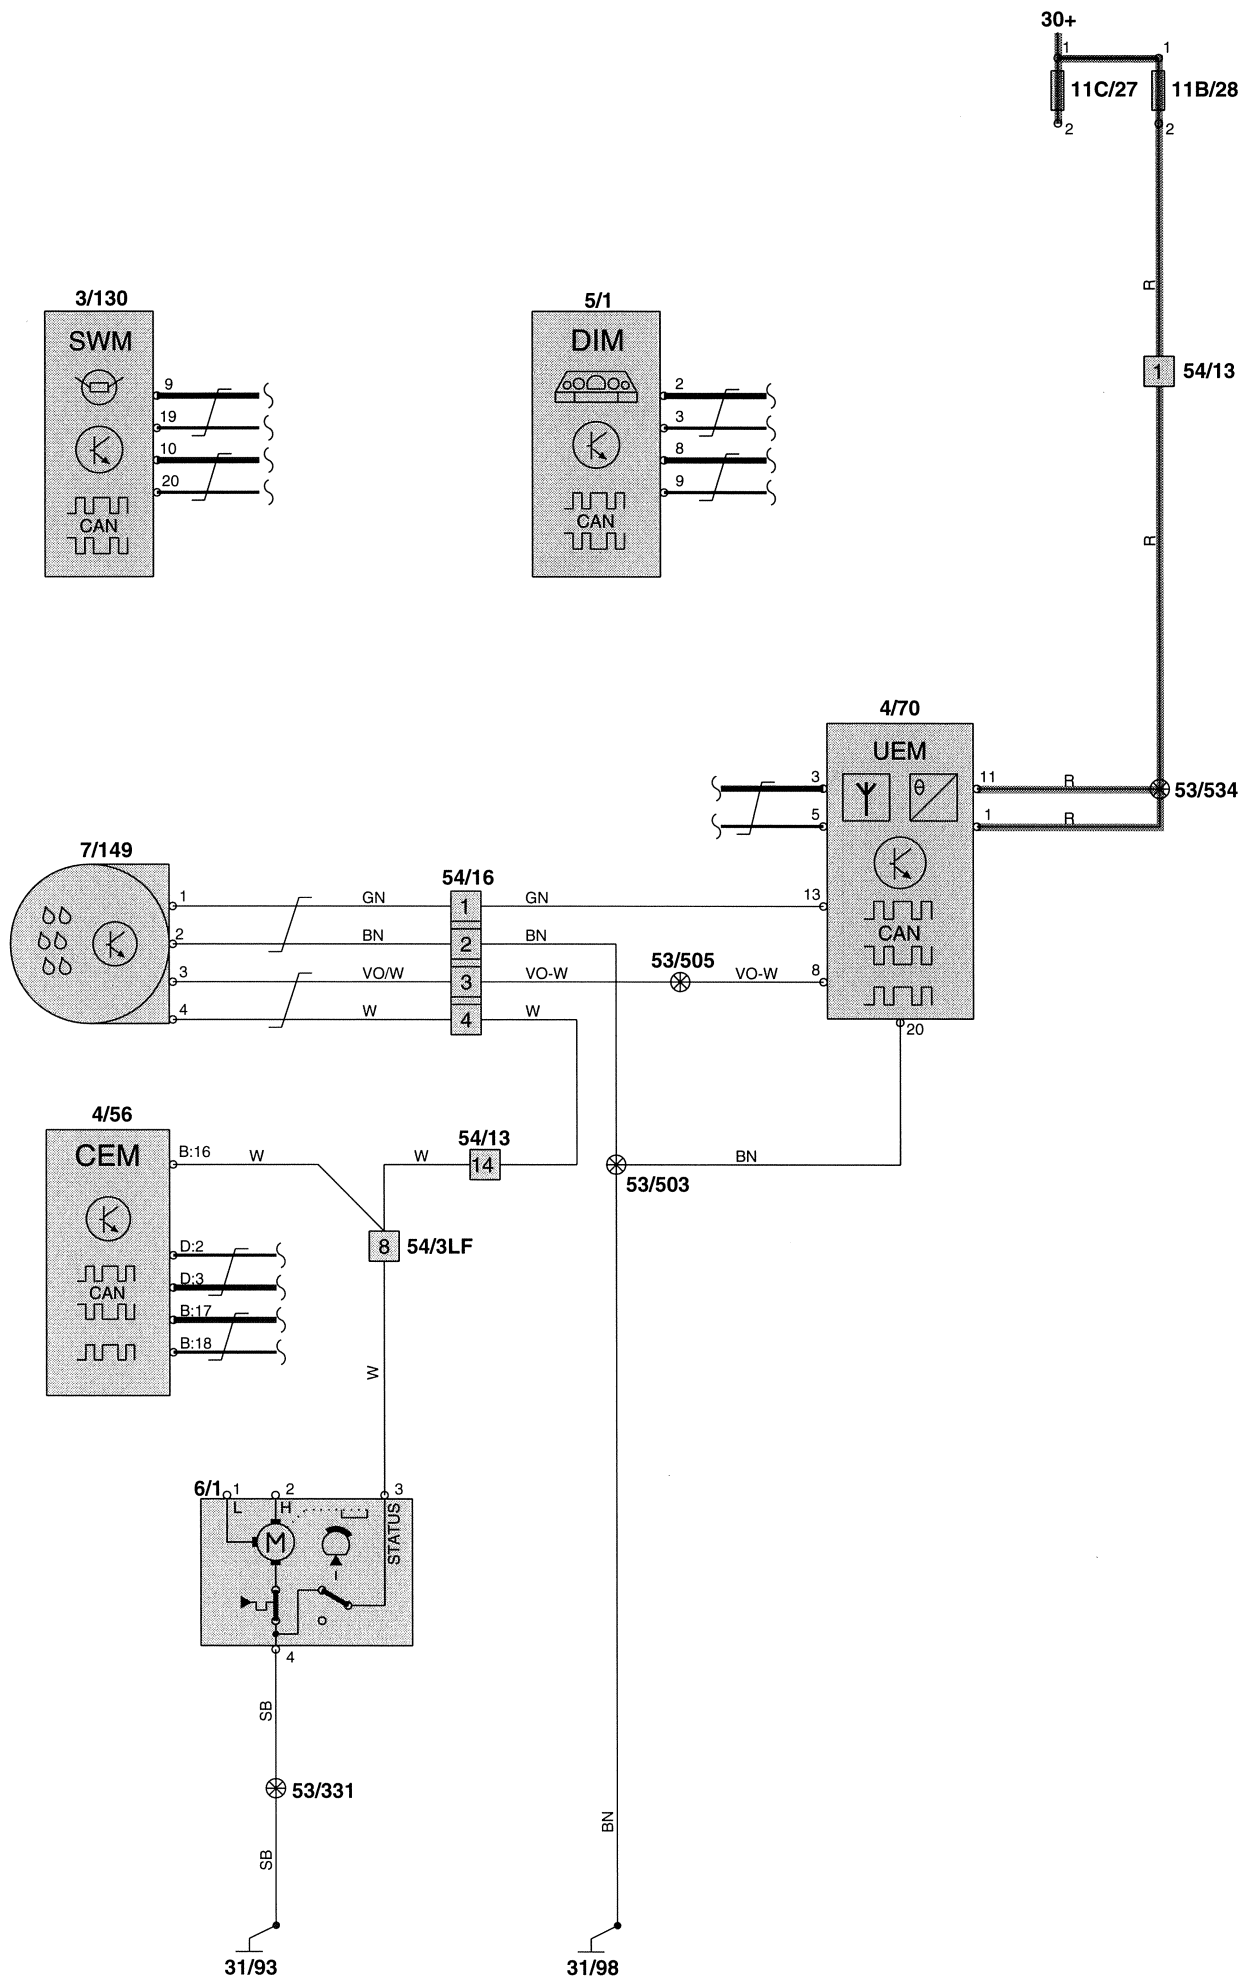 30+
1
1
11C/27
11B/28
2
2
R
3/130
SWM
9
19
10
20
CAN
5/1
DIM
2
3
8
9
CAN
1
54/13
R
4/70
UEM
3
5
θ
11
R
1
R
53/534
13
CAN
8
20
7/149
1
GN
54/16
1
GN
2
BN
2
BN
3
VO/W
3
VO-W
53/505
VO-W
4
W
4
W
4/56
CEM
B:16
W
W
54/13
14
53/503
BN
8
54/3LF
D:2
D:3
CAN
B:17
B:18
W
6/1
1
L
2
H
3
STATUS
M
4
SB
53/331
SB
BN
31/93
31/98